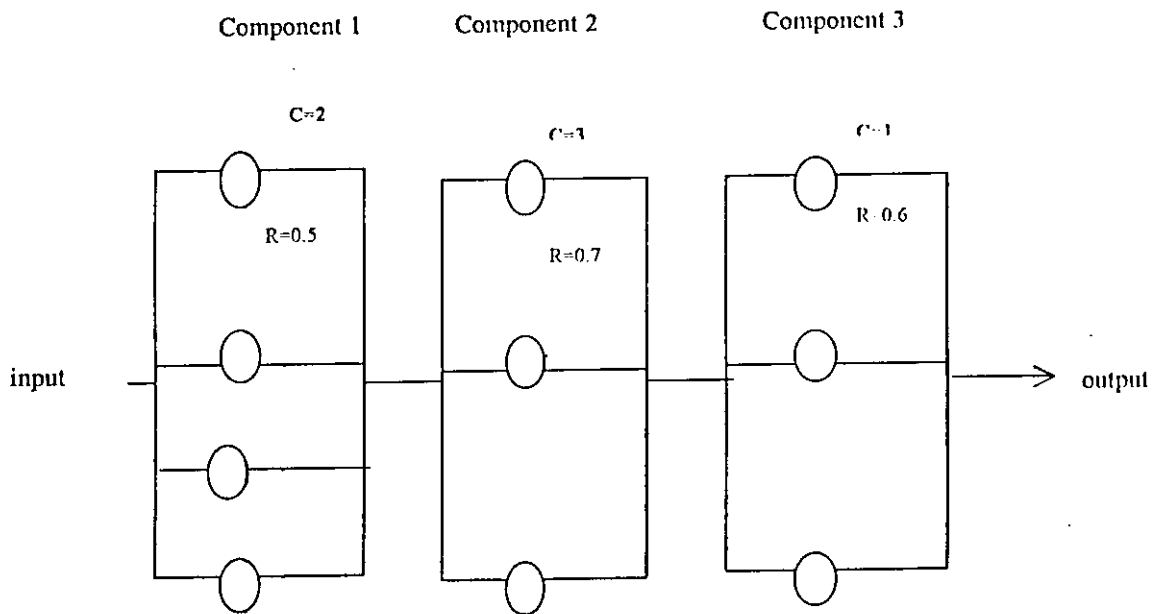 Component 1 Component 2 Component 3
C=2
C=3
R=0.5
R=0.7
R 0.6
input
output